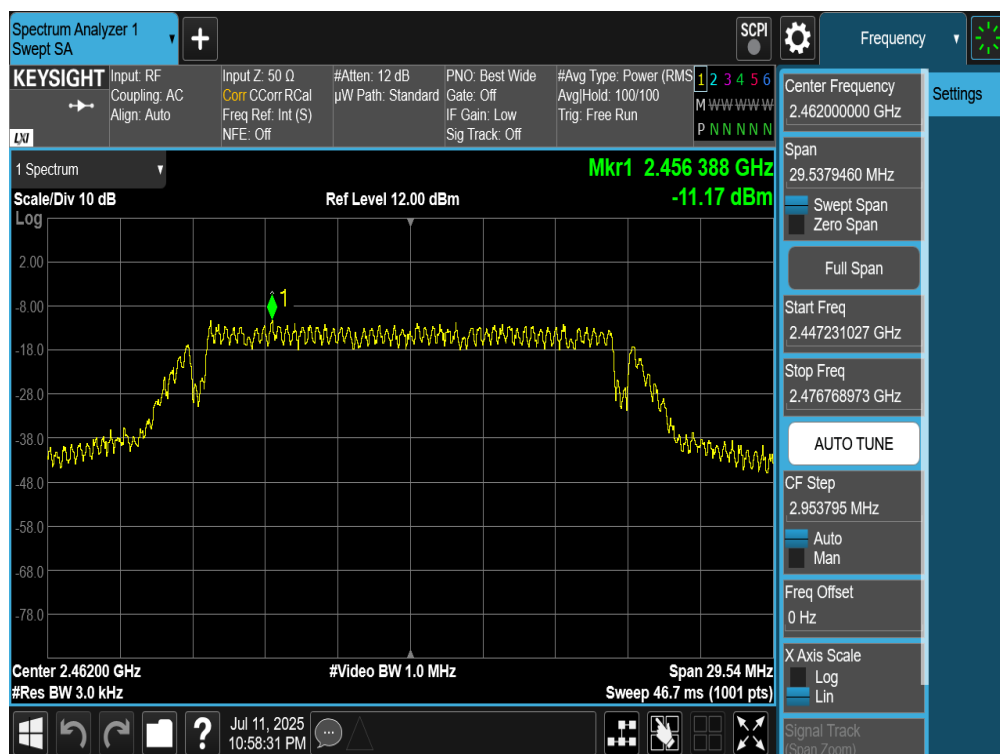 Spectrum Analyzer 1
Swept SA
+
SCPI
Frequency
KEYSIGHT
LXI
Input: RF
Coupling: AC
Align: Auto
Input Z: 50 Ω
Corr CCorr RCal
Freq Ref: Int (S)
NFE: Off
#Atten: 12 dB
µW Path: Standard
PNO: Best Wide
Gate: Off
IF Gain: Low
Sig Track: Off
#Avg Type: Power (RMS
Avg|Hold: 100/100
Trig: Free Run
1 2 3 4 5 6
M W W W W W
P N N N N N
Center Frequency
2.462000000 GHz
Settings
Span
29.5379460 MHz
Swept Span
Zero Span
Full Span
Start Freq
2.447231027 GHz
Stop Freq
2.476768973 GHz
AUTO TUNE
CF Step
2.953795 MHz
Auto
Man
Freq Offset
0 Hz
X Axis Scale
Log
Lin
Signal Track
(Span Zoom)
1 Spectrum
Mkr1 2.456 388 GHz
-11.17 dBm
Scale/Div 10 dB
Ref Level 12.00 dBm
Log
1
2.00
-8.00
-18.0
-28.0
-38.0
-48.0
-58.0
-68.0
-78.0
Center 2.46200 GHz
#Video BW 1.0 MHz
Span 29.54 MHz
#Res BW 3.0 kHz
Sweep 46.7 ms (1001 pts)
?
Jul 11, 2025
10:58:31 PM